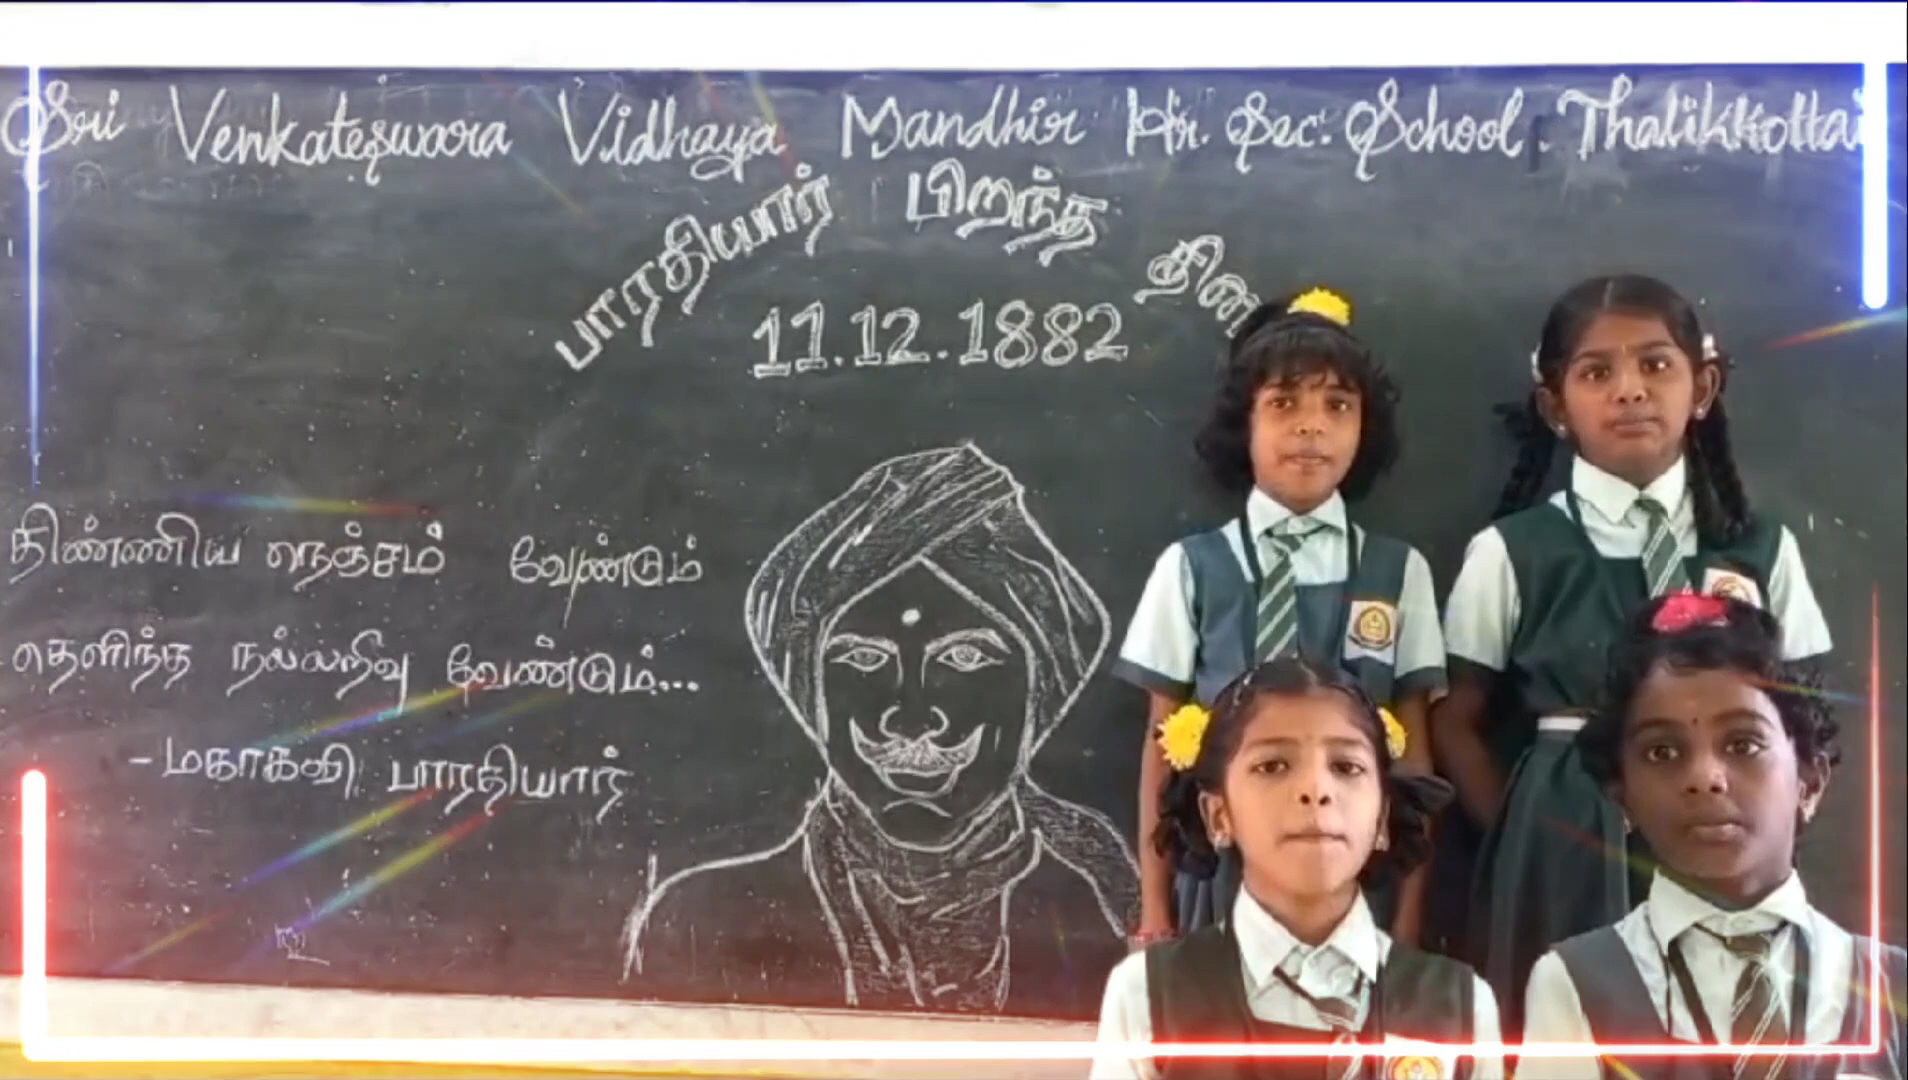 Sri Venkateswara Vidhaya Mandhir Hr. Sec. School. Thalikkottai
பாரதியார் பிறந்த தின
11.12.1882
திண்ணிய நெஞ்சம் வேண்டும்
தெளிந்த நல்லறிவு வேண்டும்...
- மகாகவி பாரதியார்